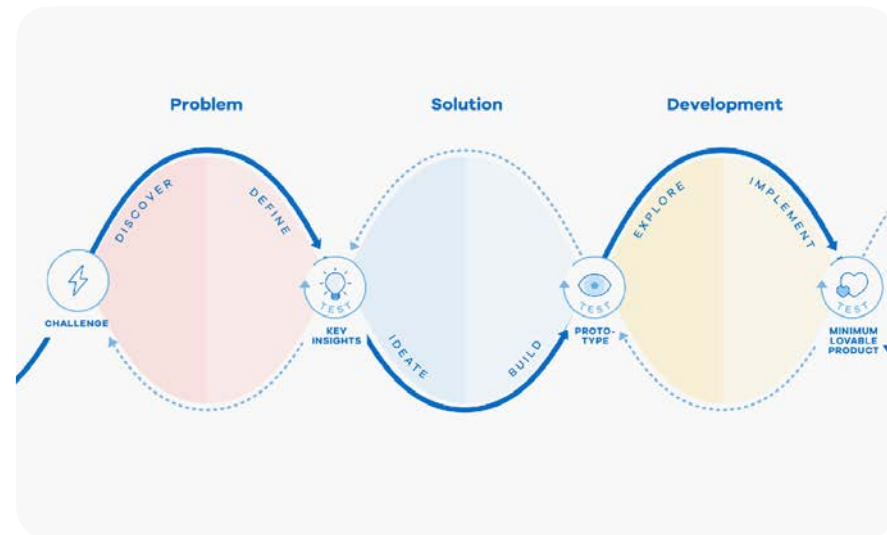 Problem
Solution
Development
DISCOVER
DEFINE
EXPLORE
IMPLEMENT
TEST
TEST
TEST
CHALLENGE
KEY
INSIGHTS
PROTO-
TYPE
MINIMUM
LOVABLE
PRODUCT
IDEATE
BUILD